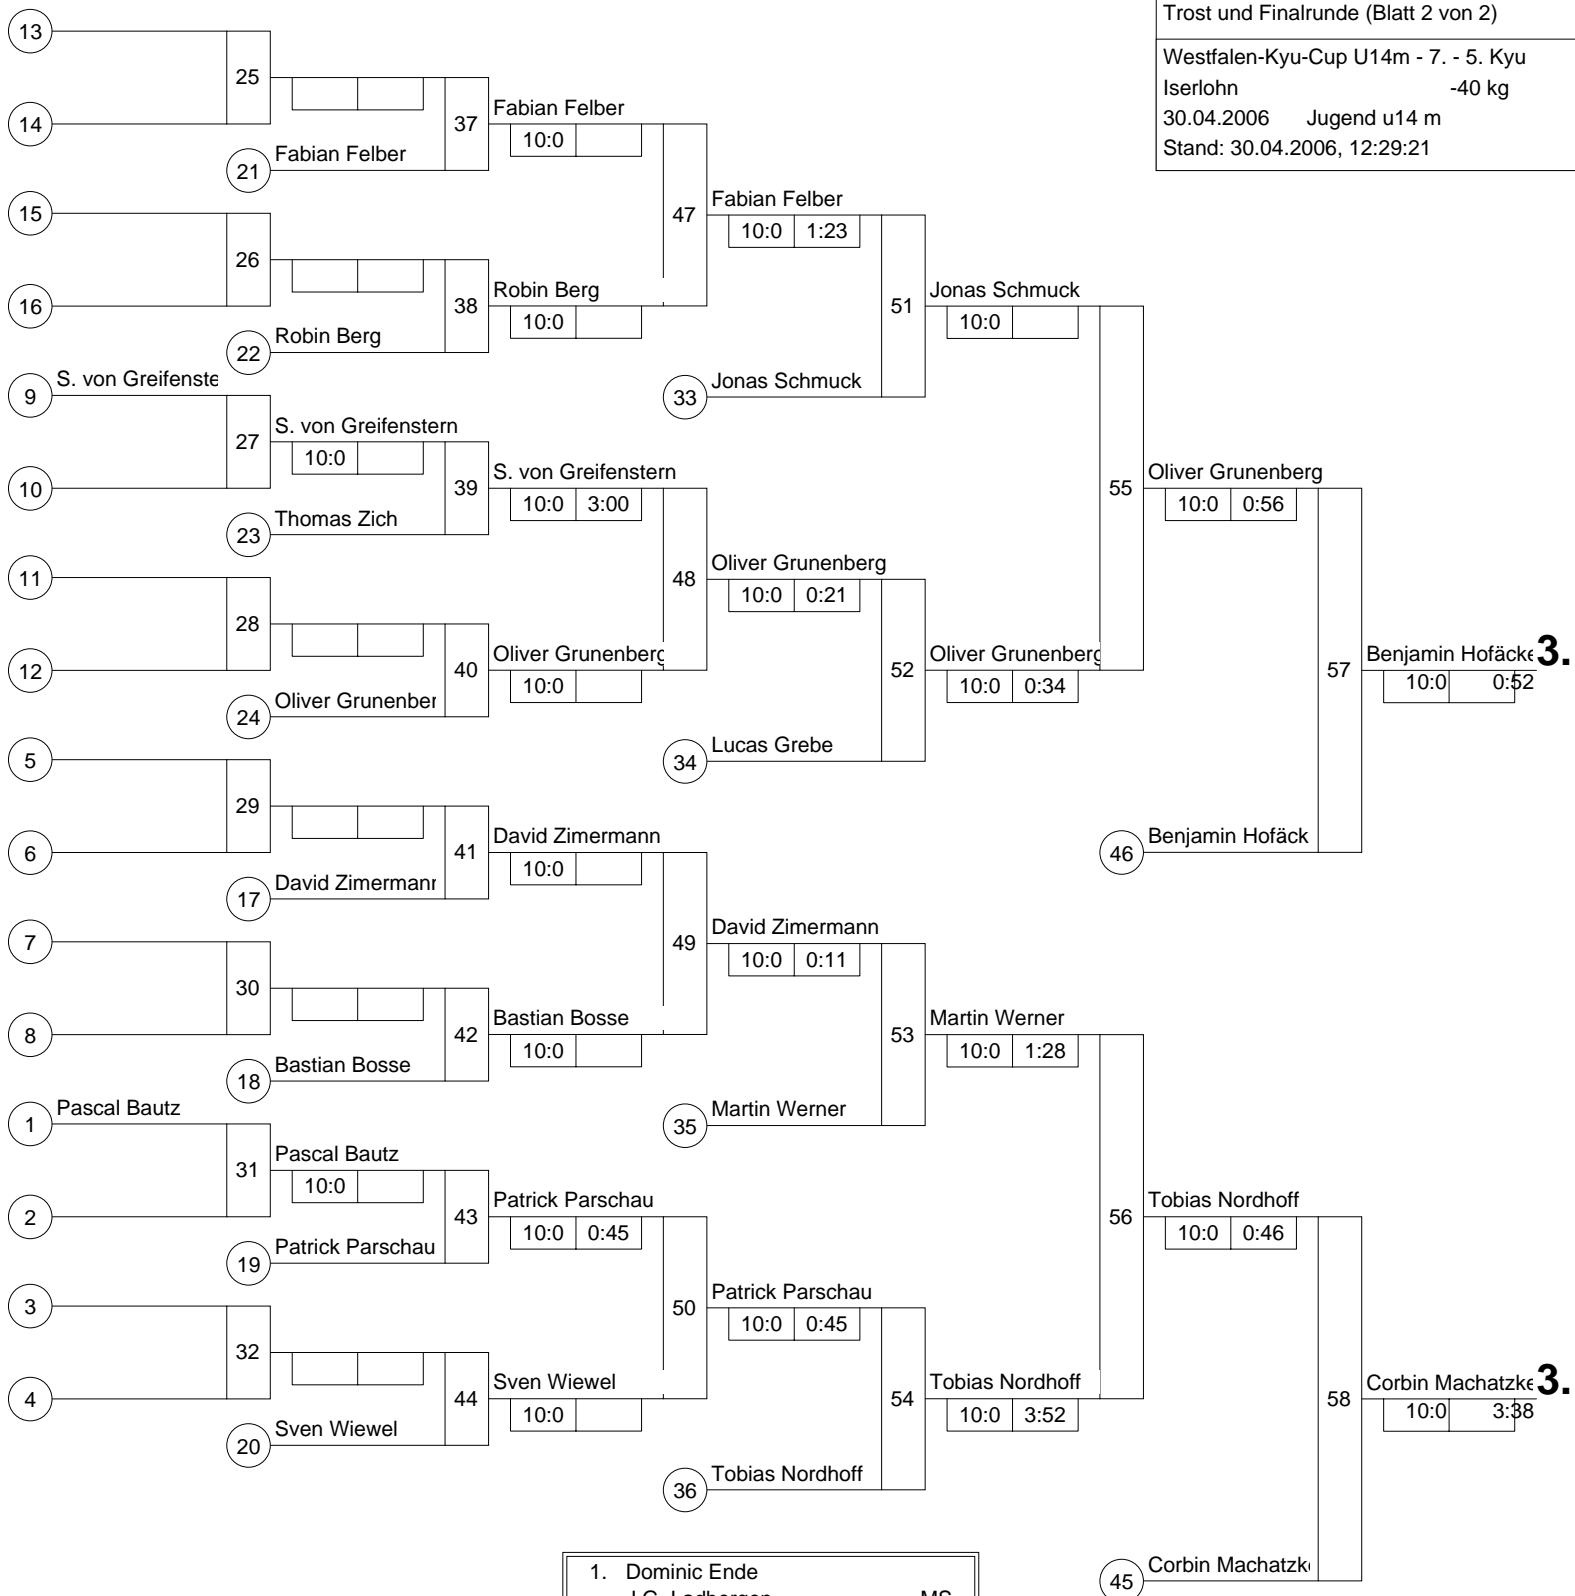 Trost und Finalrunde (Blatt 2 von 2)
Westfalen-Kyu-Cup U14m - 7. - 5. Kyu
Iserlohn -40 kg
30.04.2006 Jugend u14 m
Stand: 30.04.2006, 12:29:21
13
25
14
37
Fabian Felber
10:0
21
Fabian Felber
15
47
Fabian Felber
10:0 1:23
26
16
38
Robin Berg
10:0
51
Jonas Schmuck
10:0
22
Robin Berg
9
S. von Greifenste
33
Jonas Schmuck
27
S. von Greifenstern
10:0
10
39
S. von Greifenstern
10:0 3:00
55
Oliver Grunenberg
10:0 0:56
23
Thomas Zich
11
48
Oliver Grunenberg
10:0 0:21
28
12
40
Oliver Grunenberg
10:0
52
Oliver Grunenberg
10:0 0:34
57
Benjamin Hofäcke 3.
10:0 0:52
24
Oliver Grunenber
5
34
Lucas Grebe
29
6
41
David Zimermann
10:0
46
Benjamin Hofäck
17
David Zimermann
7
49
David Zimermann
10:0 0:11
30
8
42
Bastian Bosse
10:0
53
Martin Werner
10:0 1:28
18
Bastian Bosse
1
Pascal Bautz
35
Martin Werner
31
Pascal Bautz
10:0
2
43
Patrick Parschau
10:0 0:45
56
Tobias Nordhoff
10:0 0:46
19
Patrick Parschau
3
50
Patrick Parschau
10:0 0:45
32
4
44
Sven Wiewel
10:0
54
Tobias Nordhoff
10:0 3:52
58
Corbin Machatzke 3.
10:0 3:38
20
Sven Wiewel
36
Tobias Nordhoff
45
Corbin Machatzk
1. Dominic Ende
J.G. Ladbergen MS